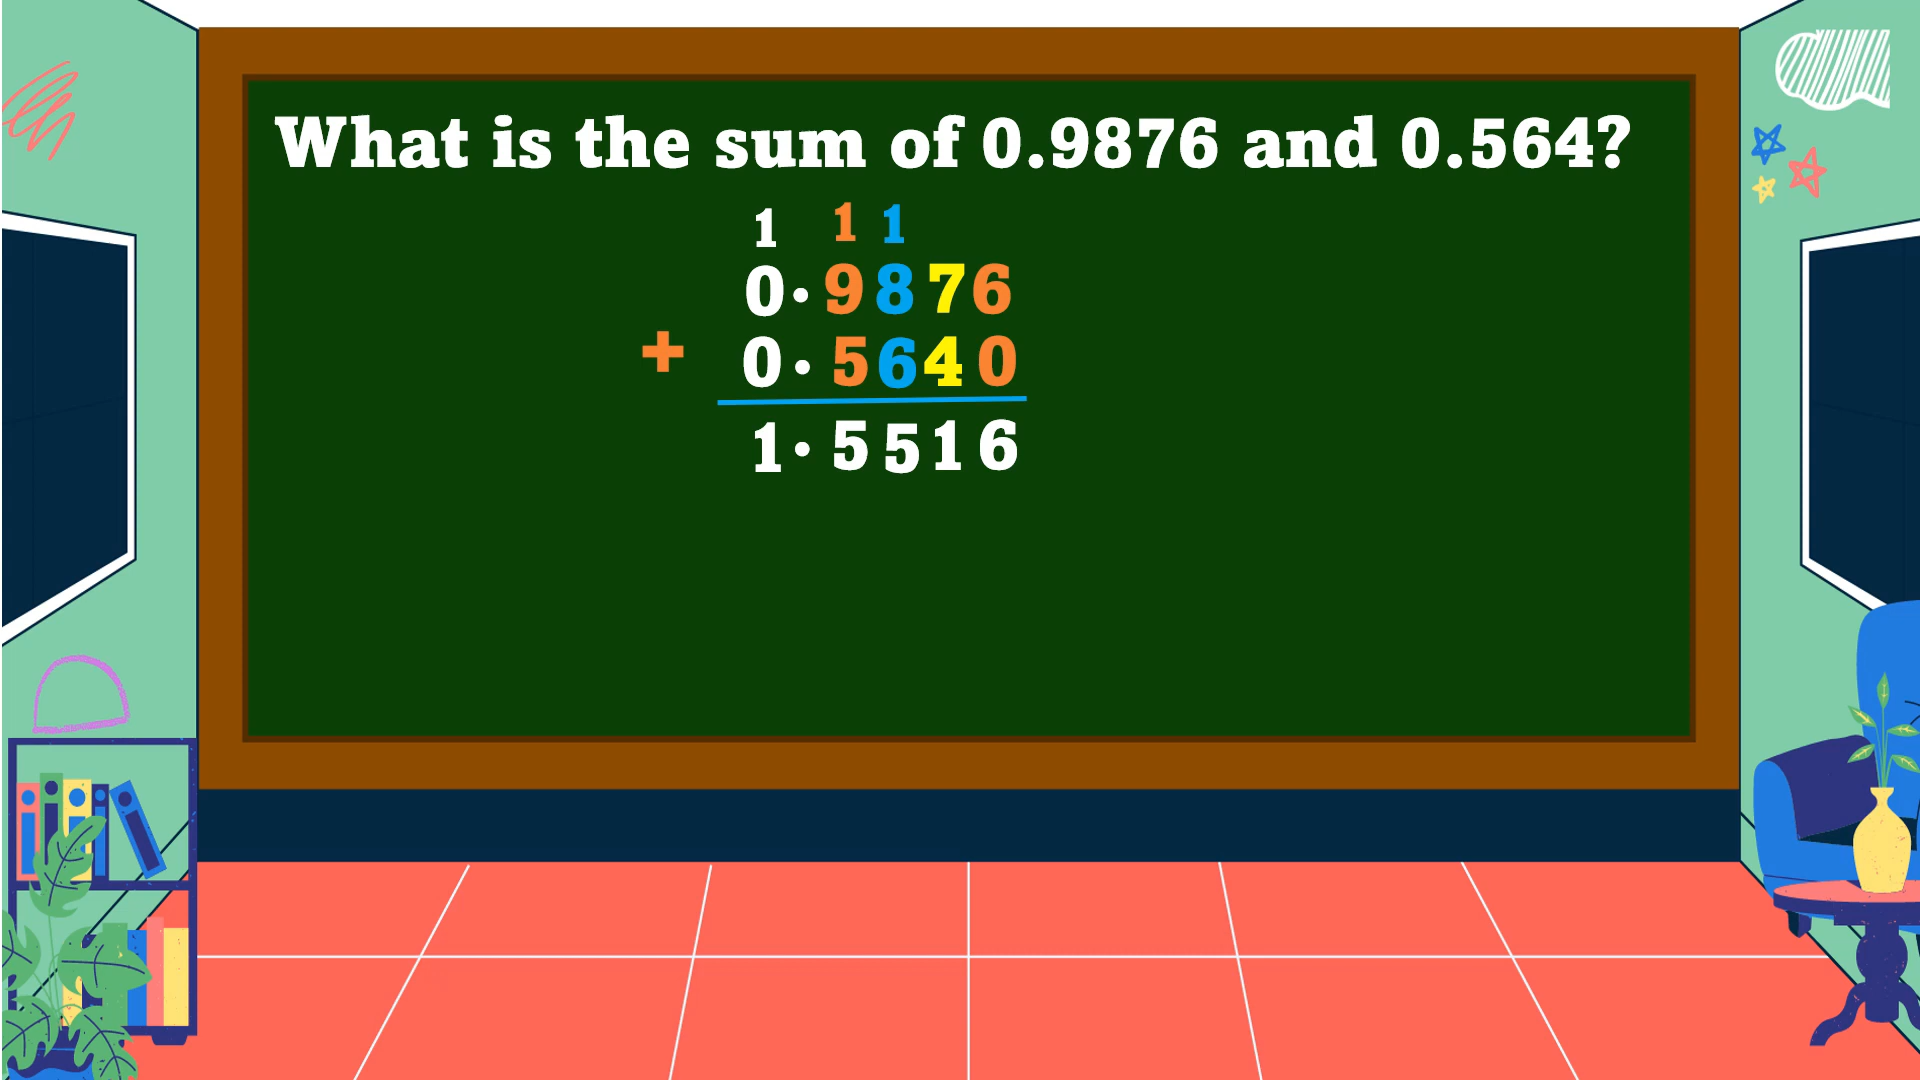 What is the sum of 0.9876 and 0.564?
1 1 1
0.9876
+ 0.5640
1.5516